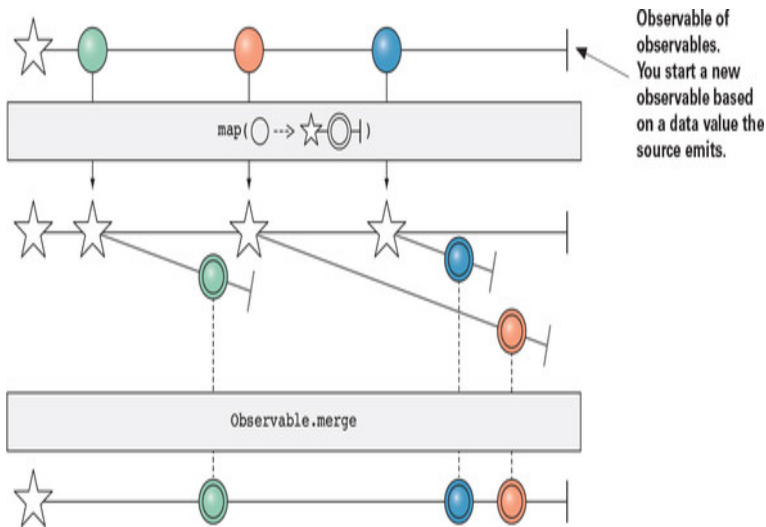 Observable of
observables.
You start a new
observable based
on a data value the
source emits.
map( --> )
Observable.merge